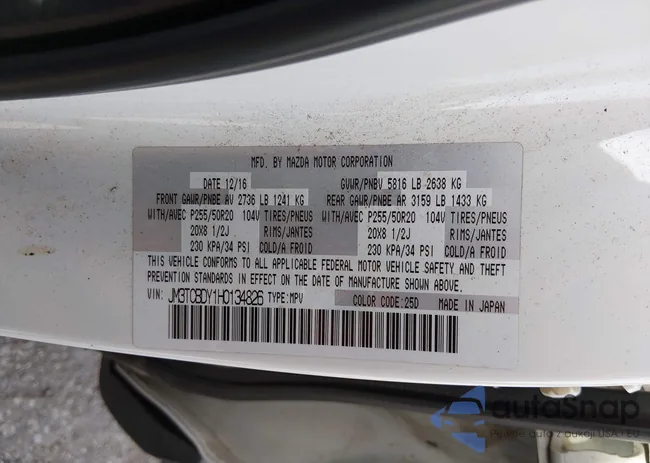 MFD. BY MAZDA MOTOR CORPORATION
DATE 12/16 GVWR/PNBV 5816 LB 2638 KG
FRONT GAWR/PNBE AV 2736 LB 1241 KG REAR GAWR/PNBE AR 3159 LB 1433 KG
WITH/AVEC P255/50R20 104V TIRES/PNEUS WITH/AVEC P255/50R20 104V TIRES/PNEUS
20X8 1/2J RIMS/JANTES 20X8 1/2J RIMS/JANTES
230 KPA/34 PSI COLD/A FROID 230 KPA/34 PSI COLD/A FROID
THIS VEHICLE CONFORMS TO ALL APPLICABLE FEDERAL MOTOR VEHICLE SAFETY AND THEFT
PREVENTION STANDARDS IN EFFECT ON THE DATE OF MANUFACTURE SHOWN ABOVE.
VIN: JM3TCBDY1H0134826 TYPE:MPV COLOR CODE:25D MADE IN JAPAN
autoSnap